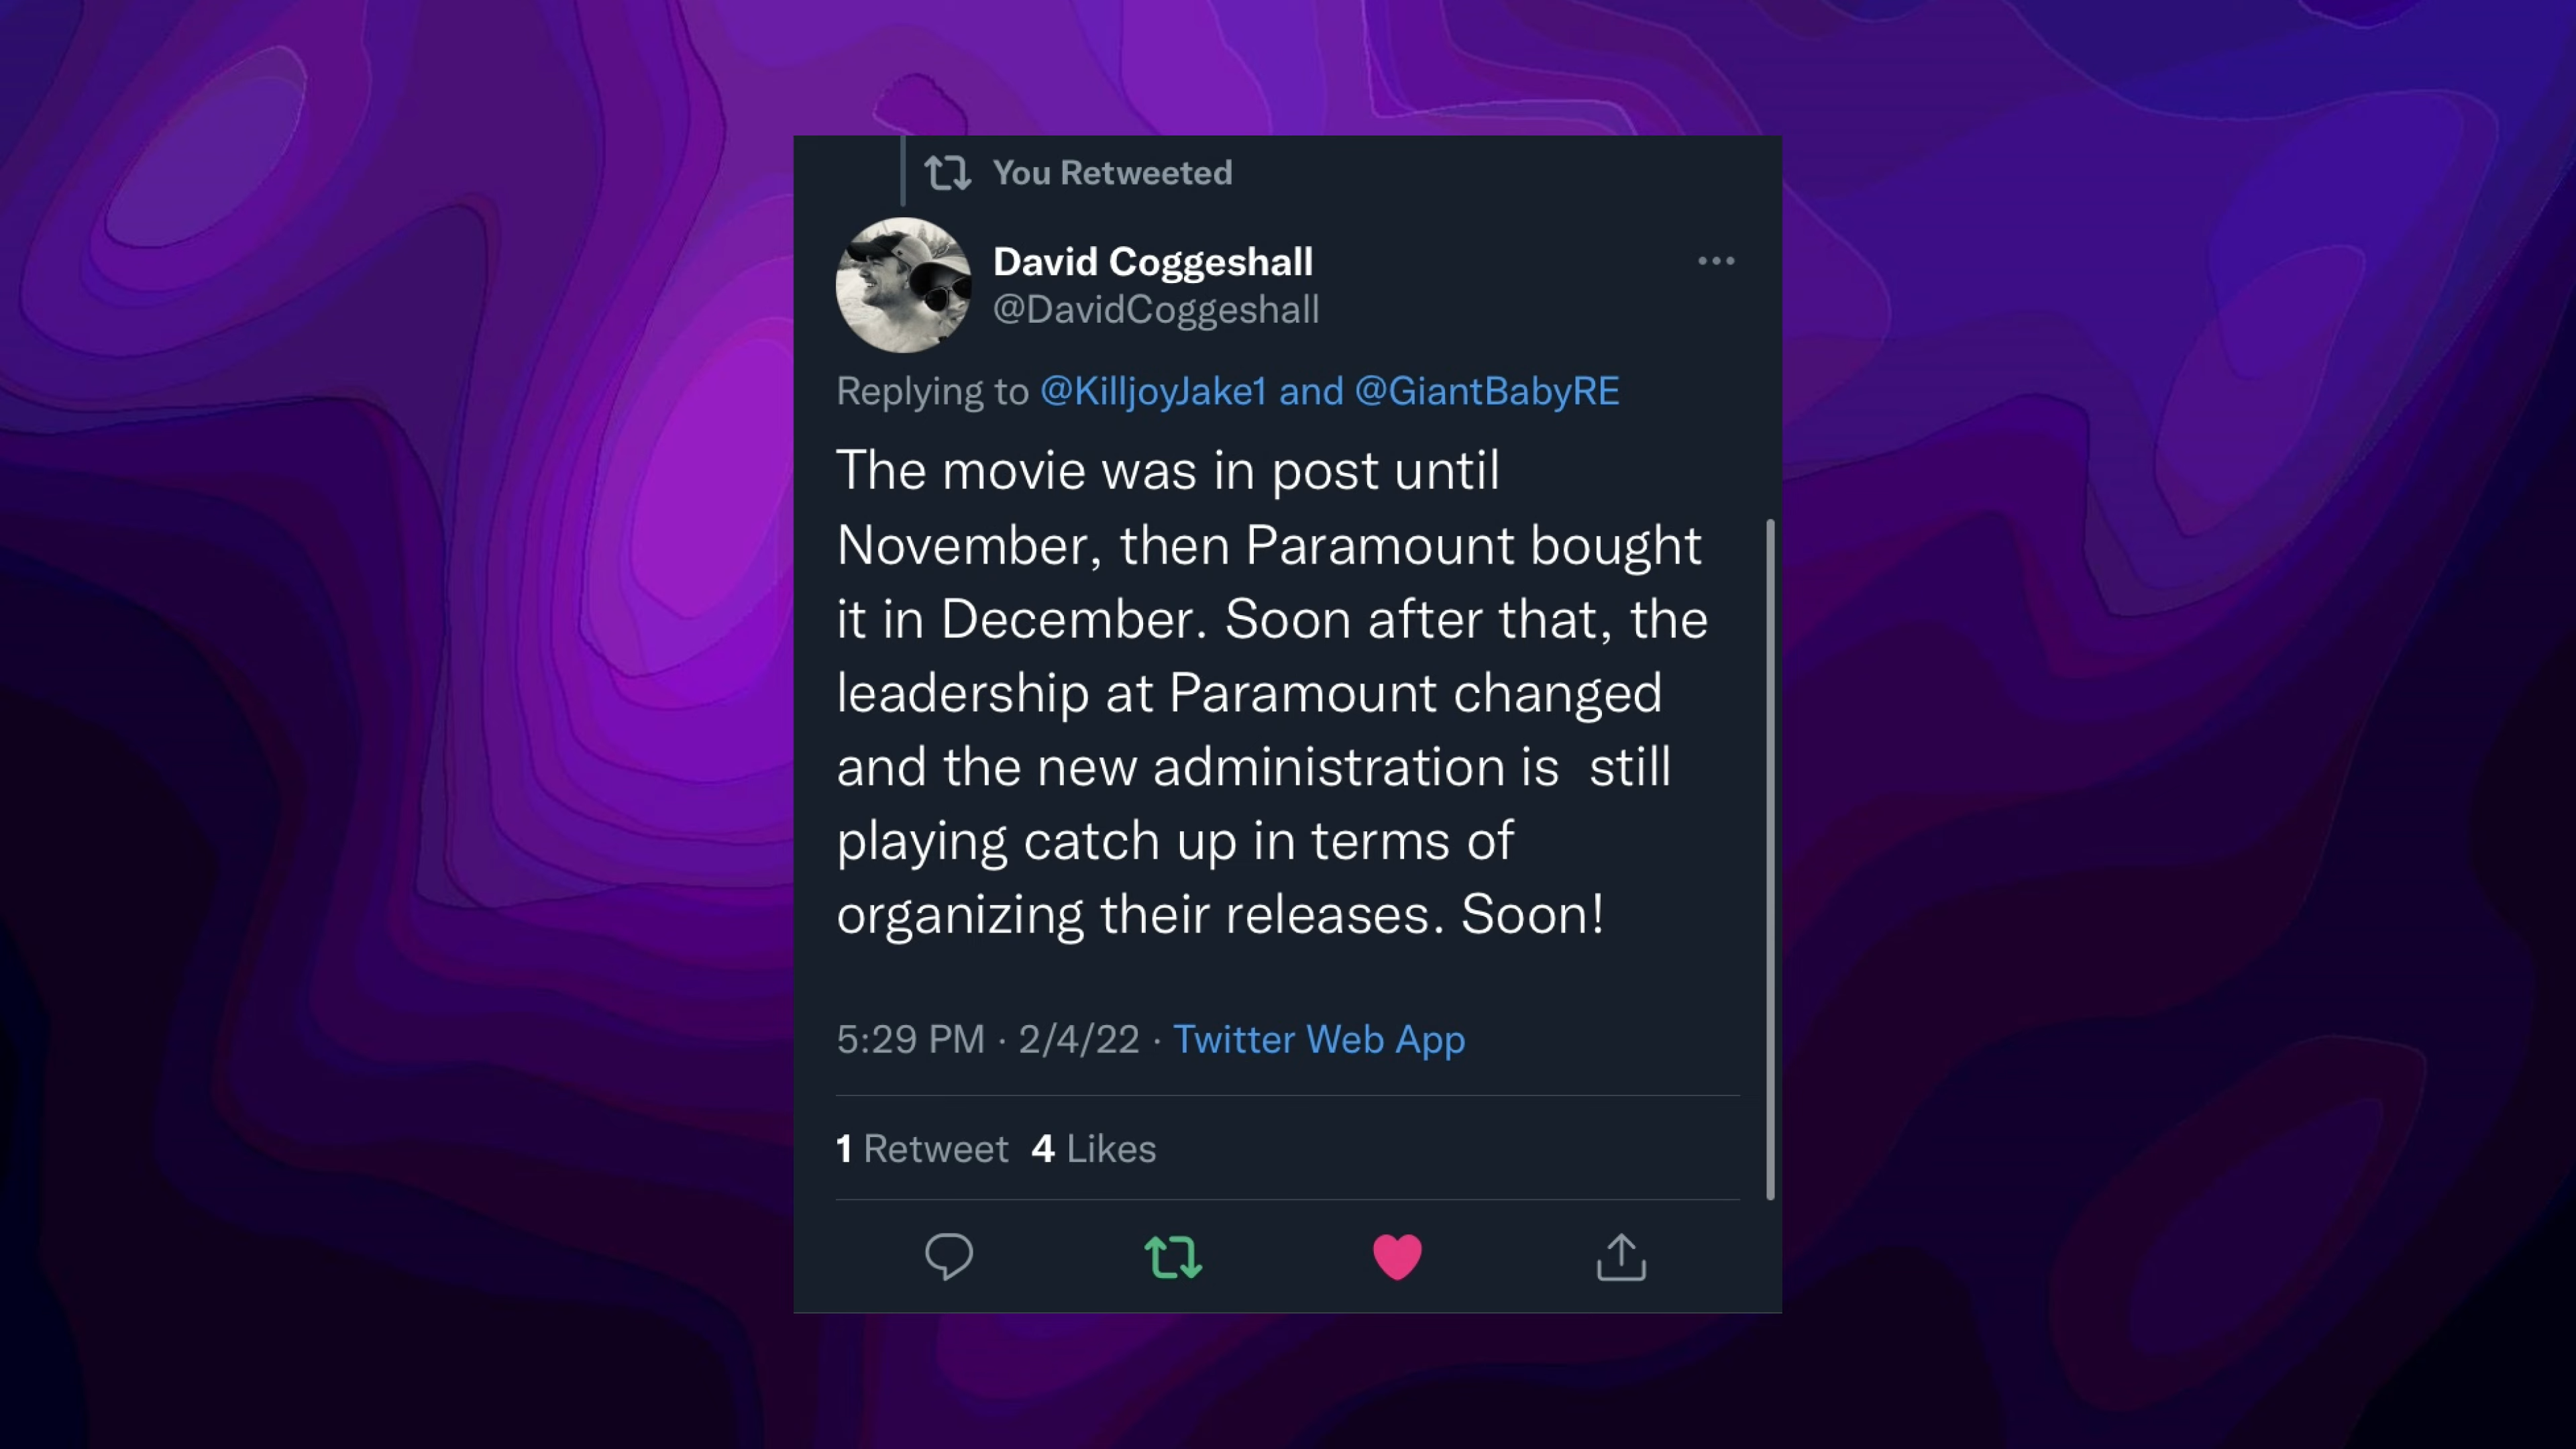 You Retweeted
David Coggeshall
@DavidCoggeshall
Replying to @KilljoyJake1 and @GiantBabyRE
The movie was in post until
November, then Paramount bought
it in December. Soon after that, the
leadership at Paramount changed
and the new administration is  still
playing catch up in terms of
organizing their releases. Soon!
5:29 PM · 2/4/22 · Twitter Web App
1 Retweet 4 Likes